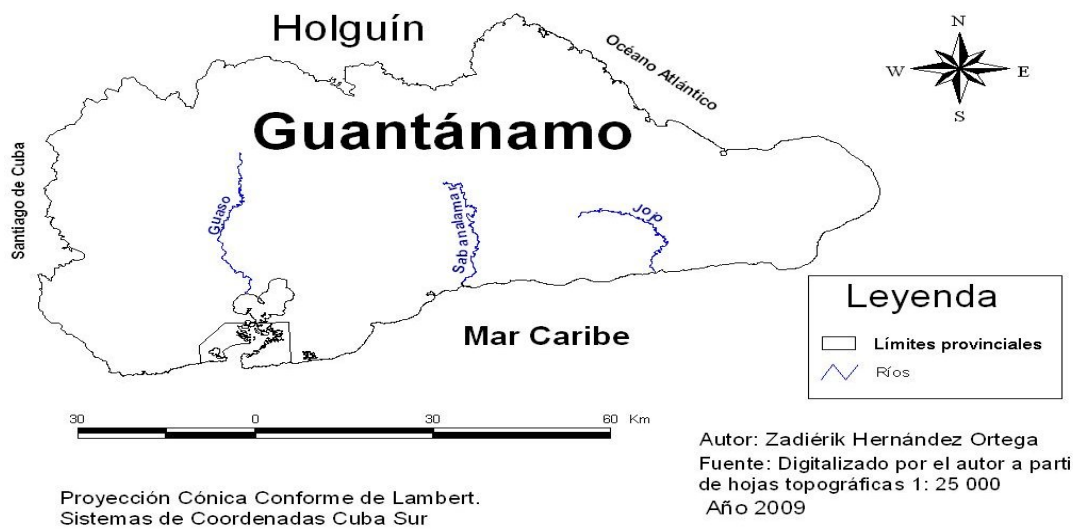 Holguín
Océano Atlántico
N
W E
S
Guantánamo
Santiago de Cuba
Guaso
Sabanalamar
Jojo
Mar Caribe
Leyenda
Límites provinciales
Ríos
30 0 30 60 Km
Autor: Zadiérik Hernández Ortega
Fuente: Digitalizado por el autor a parti
de hojas topográficas 1: 25 000
Año 2009
Proyección Cónica Conforme de Lambert.
Sistemas de Coordenadas Cuba Sur